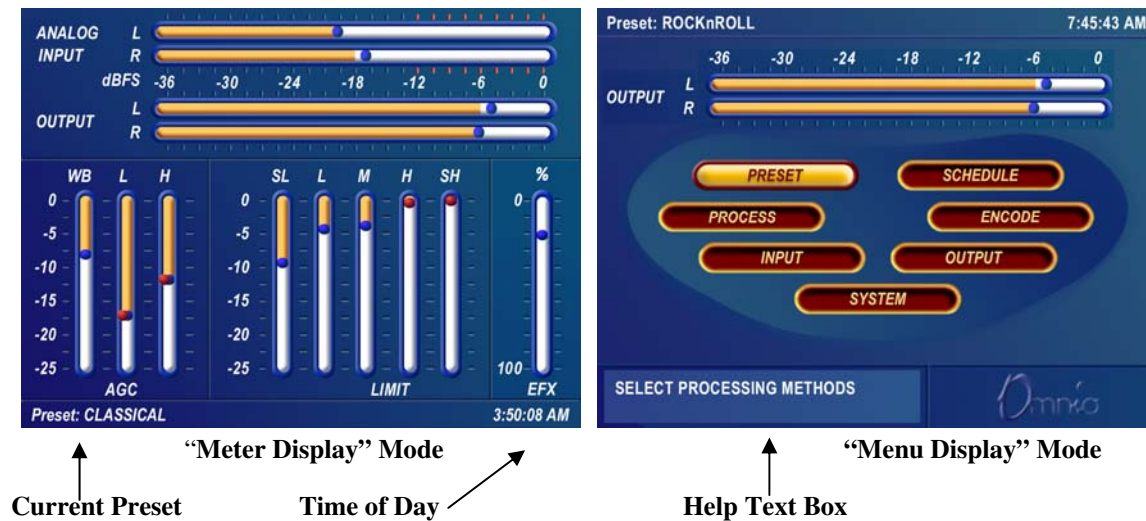 ANALOG L
INPUT R
dBFS -36 -30 -24 -18 -12 -6 0
OUTPUT L
R
WB L H SL L M H SH %
0 0 0
-5 -5
-10 -10
-15 -15
-20 -20
-25 -25 100
AGC LIMIT EFX
Preset: CLASSICAL 3:50:08 AM
Preset: ROCKnROLL 7:45:43 AM
-36 -30 -24 -18 -12 -6 0
OUTPUT L
R
PRESET SCHEDULE
PROCESS ENCODE
INPUT OUTPUT
SYSTEM
SELECT PROCESSING METHODS Omnia
“Meter Display” Mode “Menu Display” Mode
Current Preset Time of Day Help Text Box